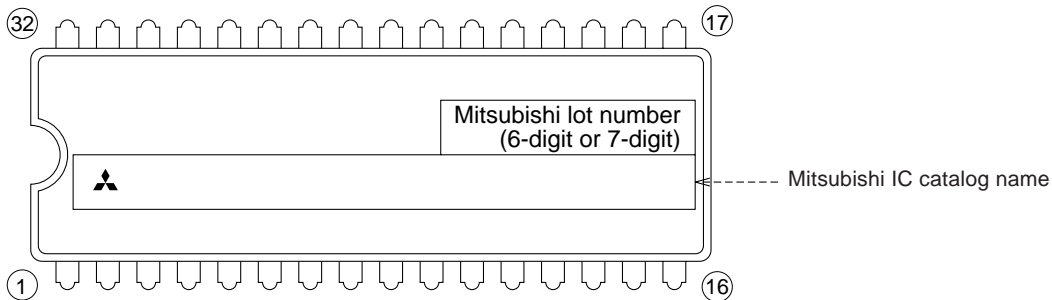 32
17
Mitsubishi lot number
(6-digit or 7-digit)
Mitsubishi IC catalog name
1
16